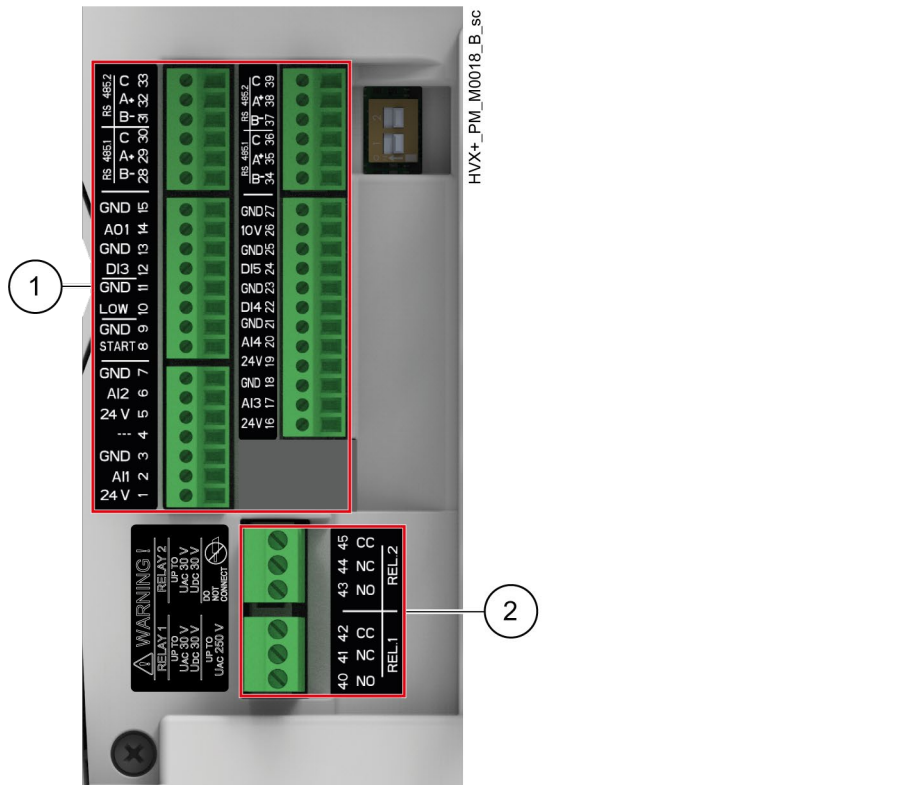 HVX+_PM_M0018_B_sc
1
RS 485.2
C 33
A+ 32
B- 31
RS 485.1
C 30
A+ 29
B- 28
GND 15
AO1 14
GND 13
DI3 12
GND 11
LOW 10
GND 9
START 8
GND 7
AI2 6
24 V 5
--- 4
GND 3
AI1 2
24 V 1
RS 485.2
C 39
A+ 38
B- 37
RS 485.1
C 36
A+ 35
B- 34
GND 27
10V 26
GND 25
DI5 24
GND 23
DI4 22
GND 21
AI4 20
24V 19
GND 18
AI3 17
24V 16
WARNING!
RELAY 1
UP TO
UAC 30 V
UDC 30 V
UP TO
UAC 250 V
RELAY 2
UP TO
UAC 30 V
UDC 30 V
DO
NOT
CONNECT
45 CC
44 NC
43 NO
REL.2
42 CC
41 NC
40 NO
REL.1
2